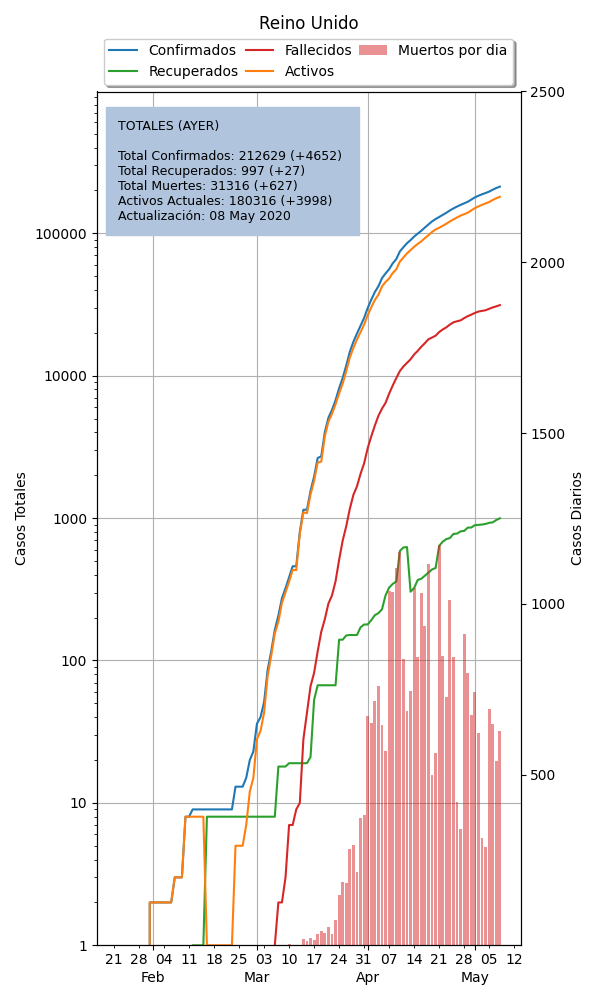 Reino Unido
Confirmados
Recuperados
Fallecidos
Activos
Muertos por dia
TOTALES (AYER)
Total Confirmados: 212629 (+4652)
Total Recuperados: 997 (+27)
Total Muertes: 31316 (+627)
Activos Actuales: 180316 (+3998)
Actualización: 08 May 2020
Casos Totales
100000
10000
1000
100
10
1
2500
2000
1500
1000
500
Casos Diarios
21 28 04 11 18 25 03 10 17 24 31 07 14 21 28 05 12
Feb Mar Apr May